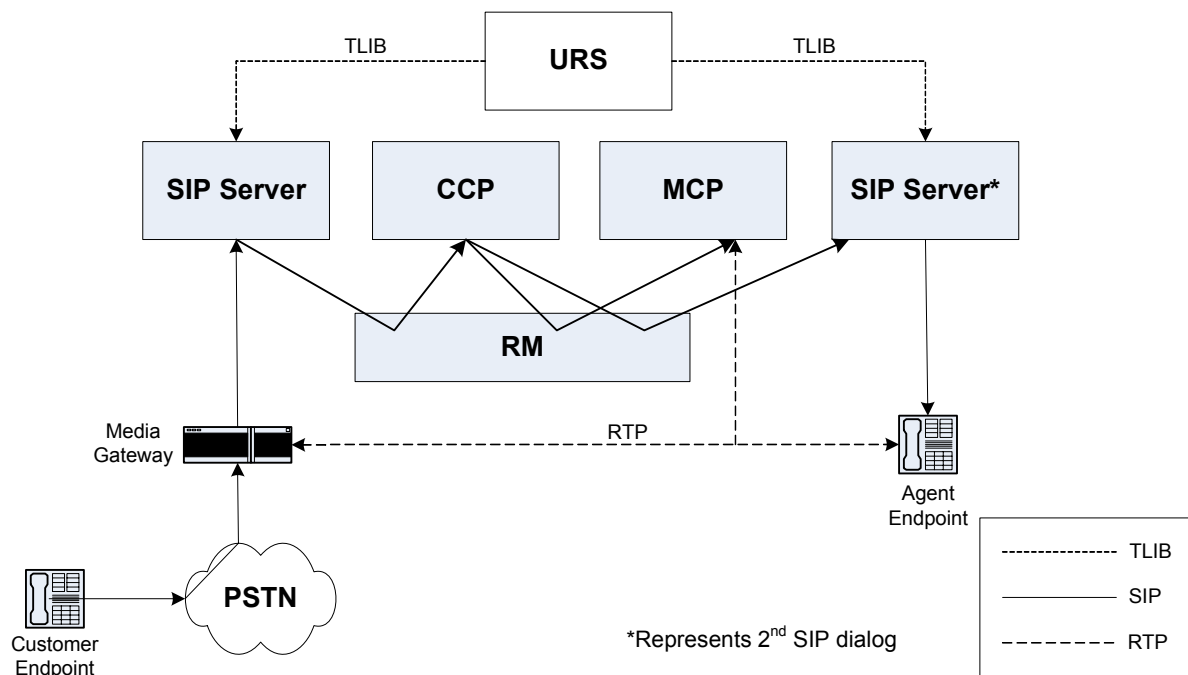 TLIB
URS
TLIB
SIP Server
CCP
MCP
SIP Server*
RM
Media
Gateway
RTP
Agent
Endpoint
PSTN
Customer
Endpoint
*Represents 2nd SIP dialog
TLIB
SIP
RTP